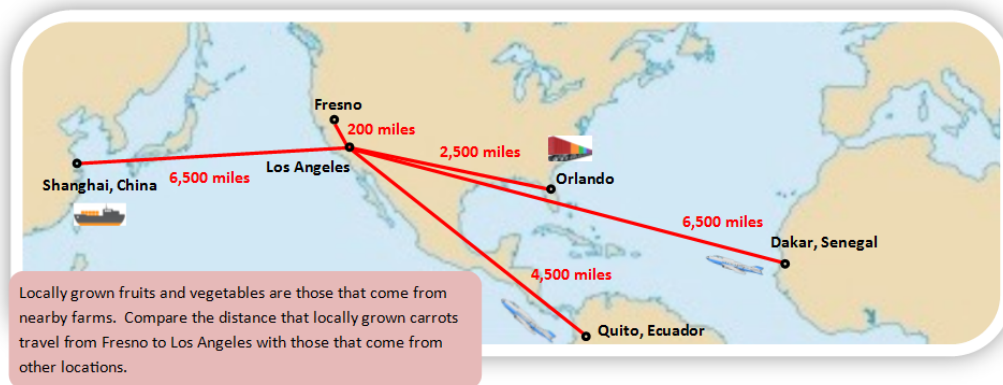 Fresno
200 miles
2,500 miles
Los Angeles
Shanghai, China
6,500 miles
Orlando
6,500 miles
Dakar, Senegal
4,500 miles
Quito, Ecuador
Locally grown fruits and vegetables are those that come from
nearby farms.  Compare the distance that locally grown carrots
travel from Fresno to Los Angeles with those that come from
other locations.